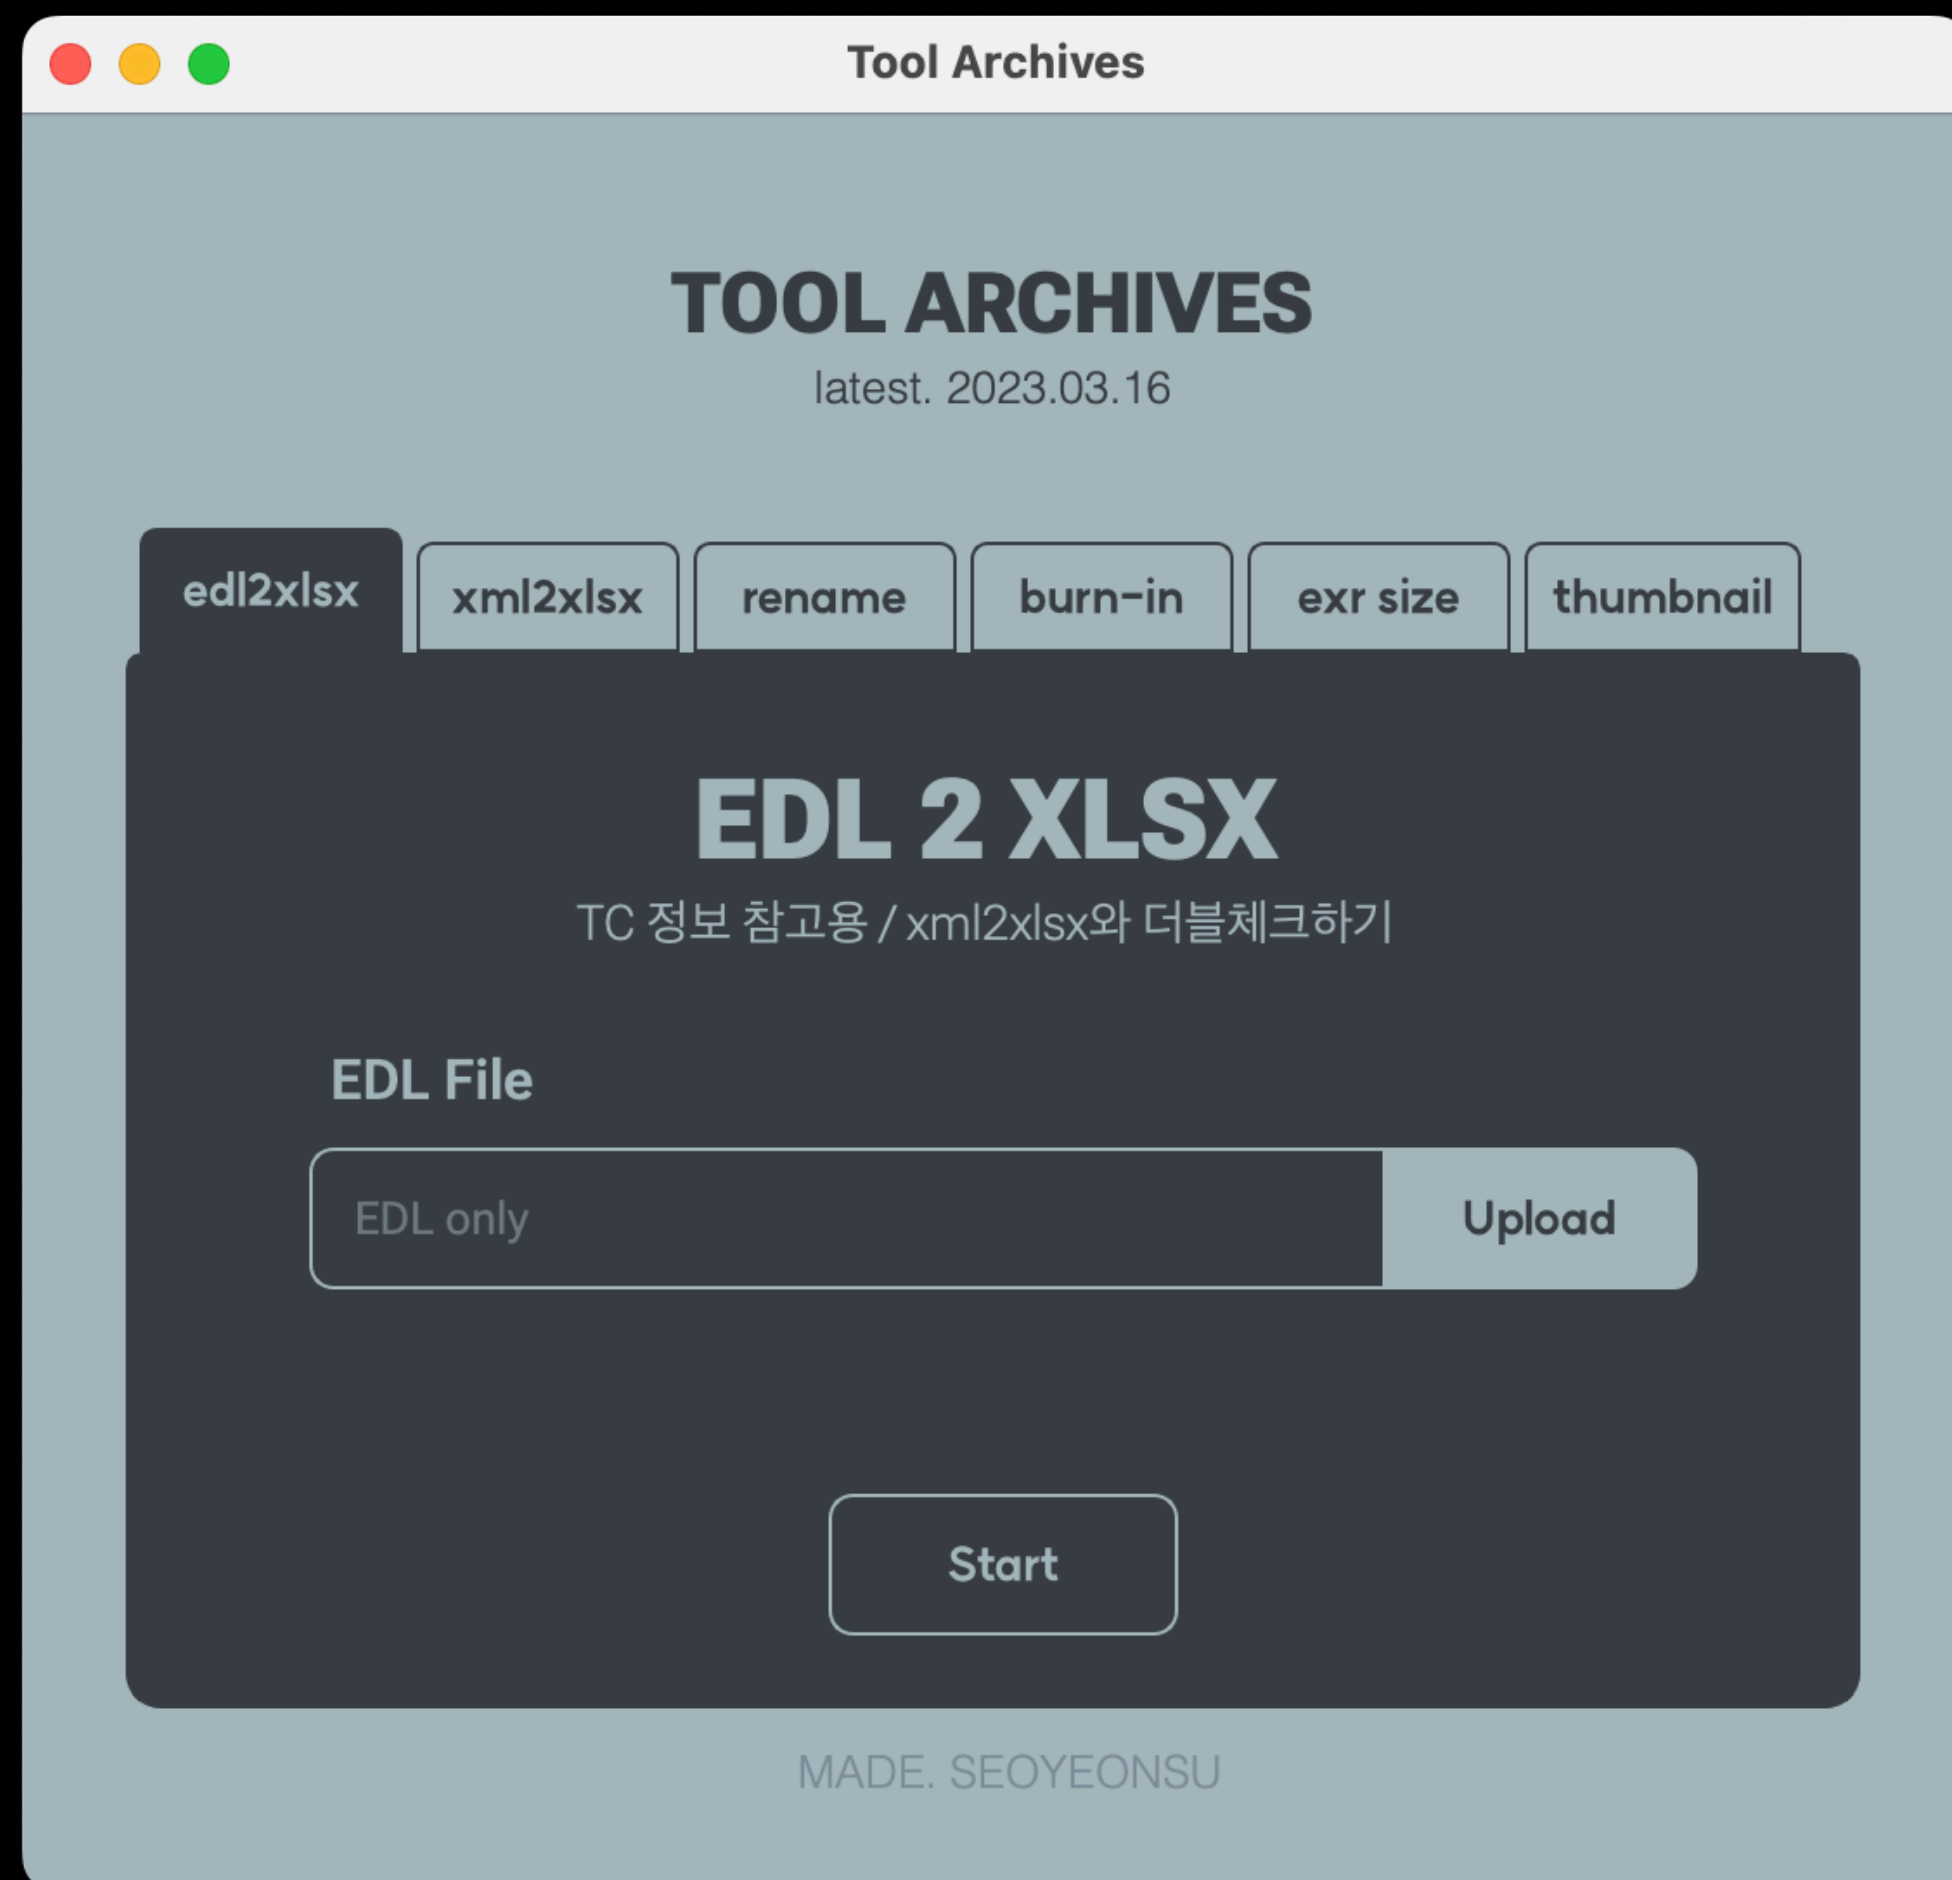 Tool Archives
TOOL ARCHIVES
latest. 2023.03.16
edl2xlsx xml2xlsx rename burn-in exr size thumbnail
EDL 2 XLSX
TC 정보 참고용 / xml2xlsx와 더블체크하기
EDL File
EDL only Upload
Start
MADE. SEOYEONSU